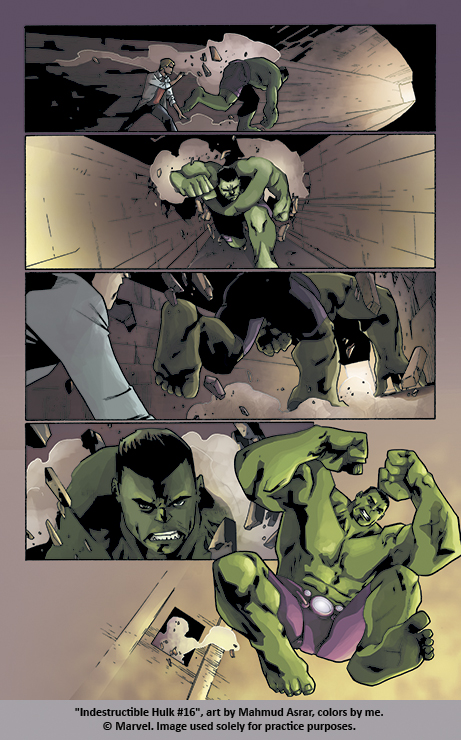 "Indestructible Hulk #16", art by Mahmud Asrar, colors by me.
© Marvel. Image used solely for practice purposes.